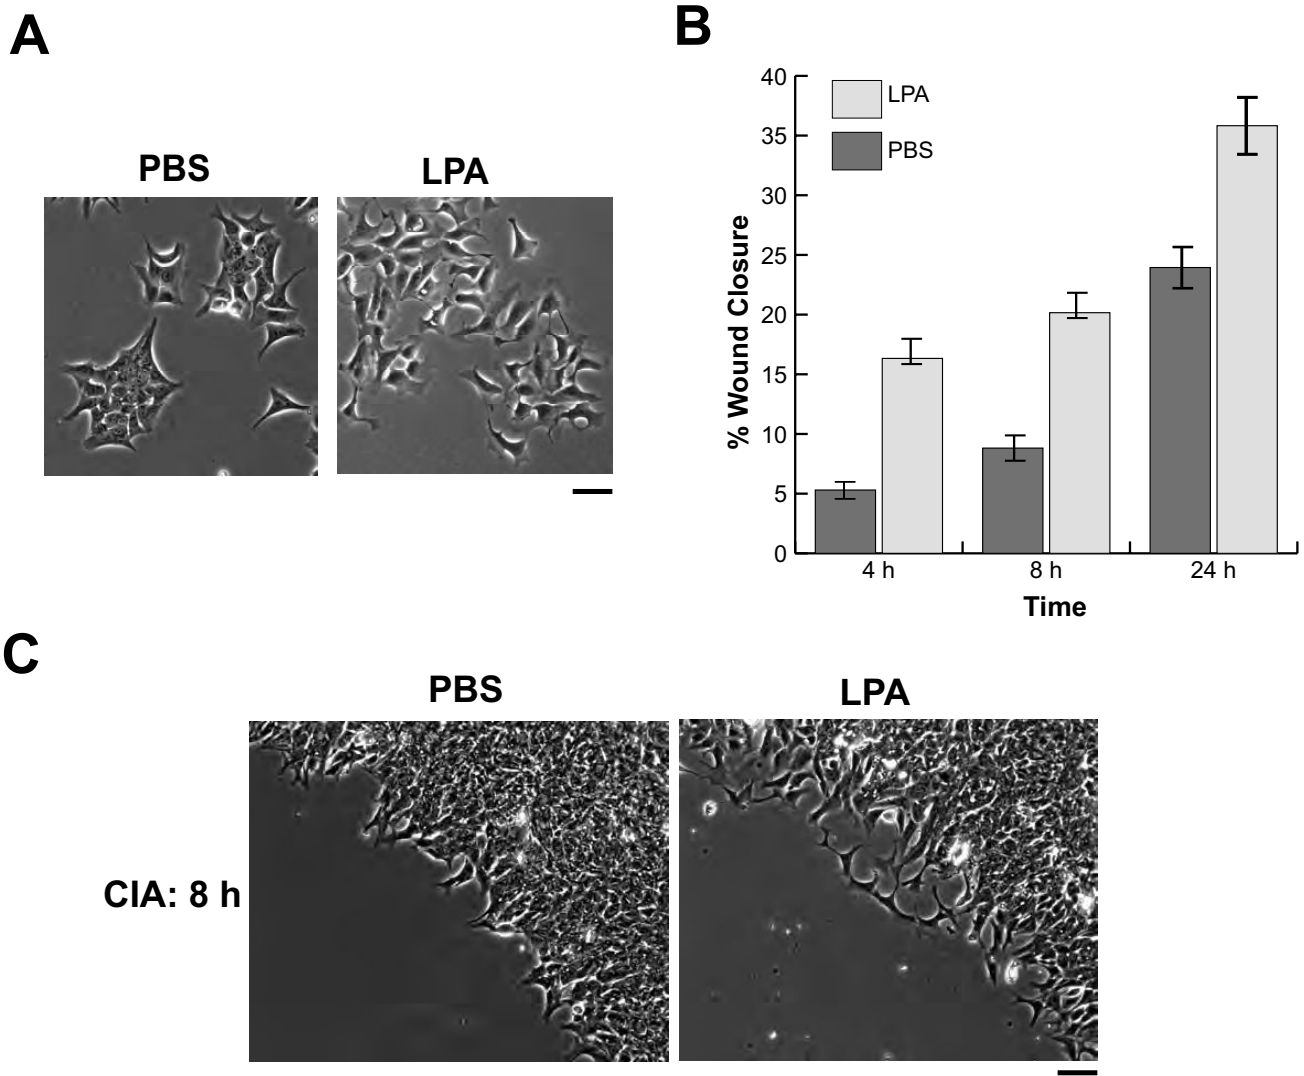 A
B
PBS
LPA
40
35
30
25
20
15
10
5
0
% Wound Closure
LPA
PBS
4 h
8 h
24 h
Time
C
PBS
LPA
CIA: 8 h